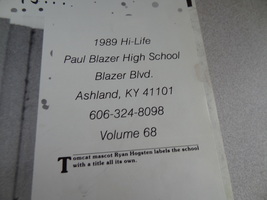 1989 Hi-Life
Paul Blazer High School
Blazer Blvd.
Ashland, KY 41101
606-324-8098
Volume 68
Tomcat mascot Ryan Hogsten labels the school
with a title all its own.